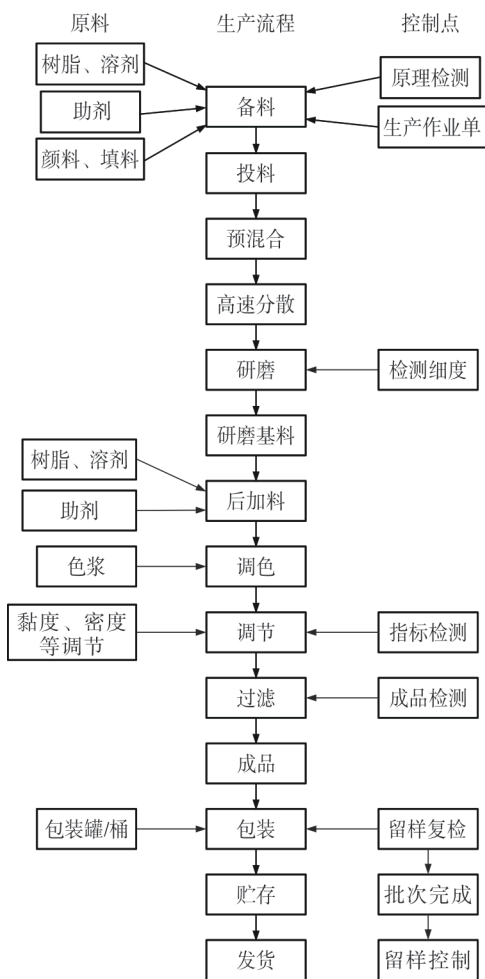 原料 生产流程 控制点
树脂、溶剂
原理检测
助剂
备料
生产作业单
颜料、填料
投料
预混合
高速分散
研磨
检测细度
研磨基料
树脂、溶剂
后加料
助剂
色浆
调色
黏度、密度
等调节
调节
指标检测
过滤
成品检测
成品
包装罐/桶
包装
留样复检
贮存
批次完成
发货
留样控制